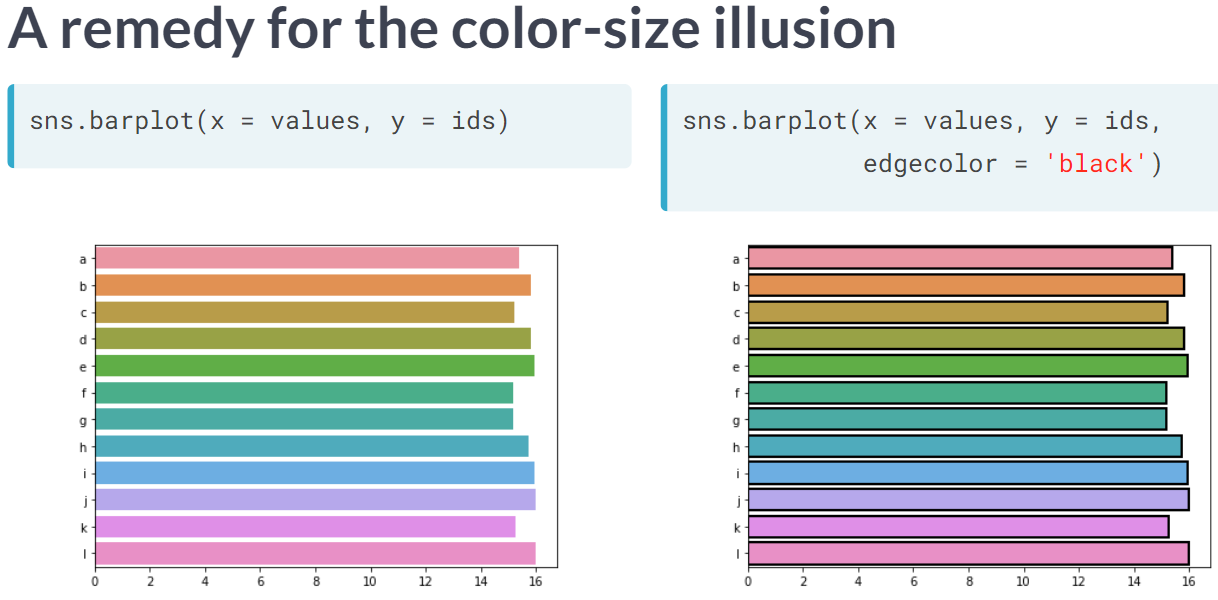 A remedy for the color-size illusion
sns.barplot(x = values, y = ids)
sns.barplot(x = values, y = ids,
edgecolor = 'black')
a
b
c
d
e
f
g
h
i
j
k
l
0 2 4 6 8 10 12 14 16
a
b
c
d
e
f
g
h
i
j
k
l
0 2 4 6 8 10 12 14 16